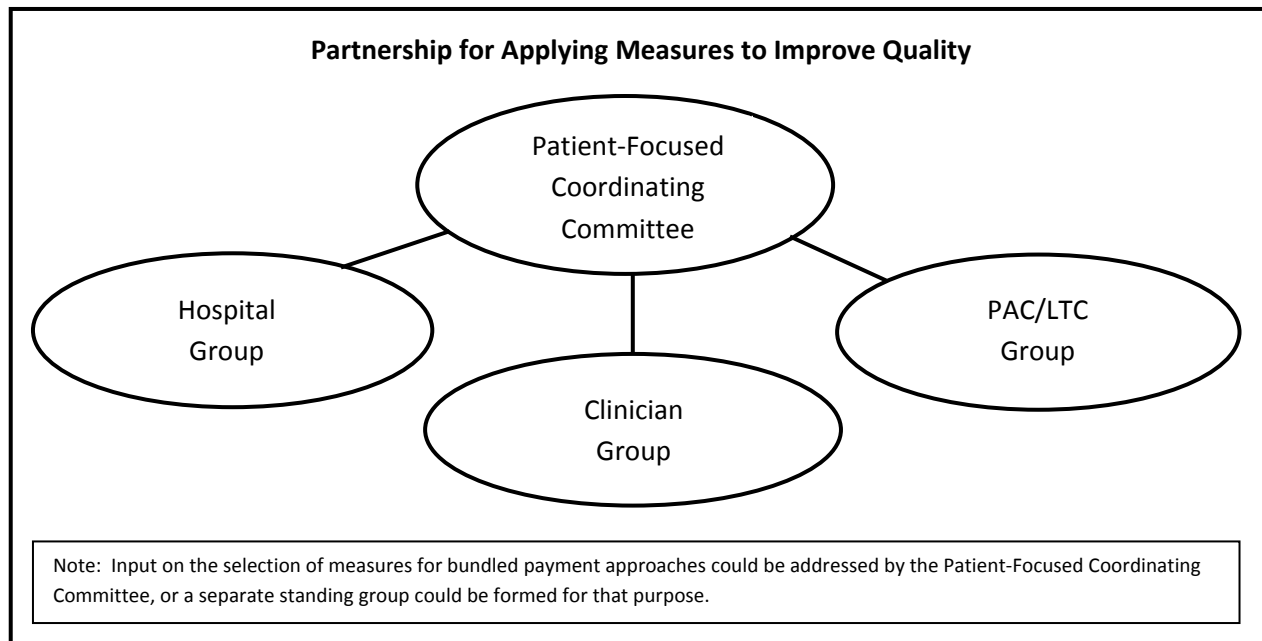 Partnership for Applying Measures to Improve Quality
Patient-Focused
Coordinating
Committee
Hospital
Group
PAC/LTC
Group
Clinician
Group
Note:  Input on the selection of measures for bundled payment approaches could be addressed by the Patient-Focused Coordinating
Committee, or a separate standing group could be formed for that purpose.